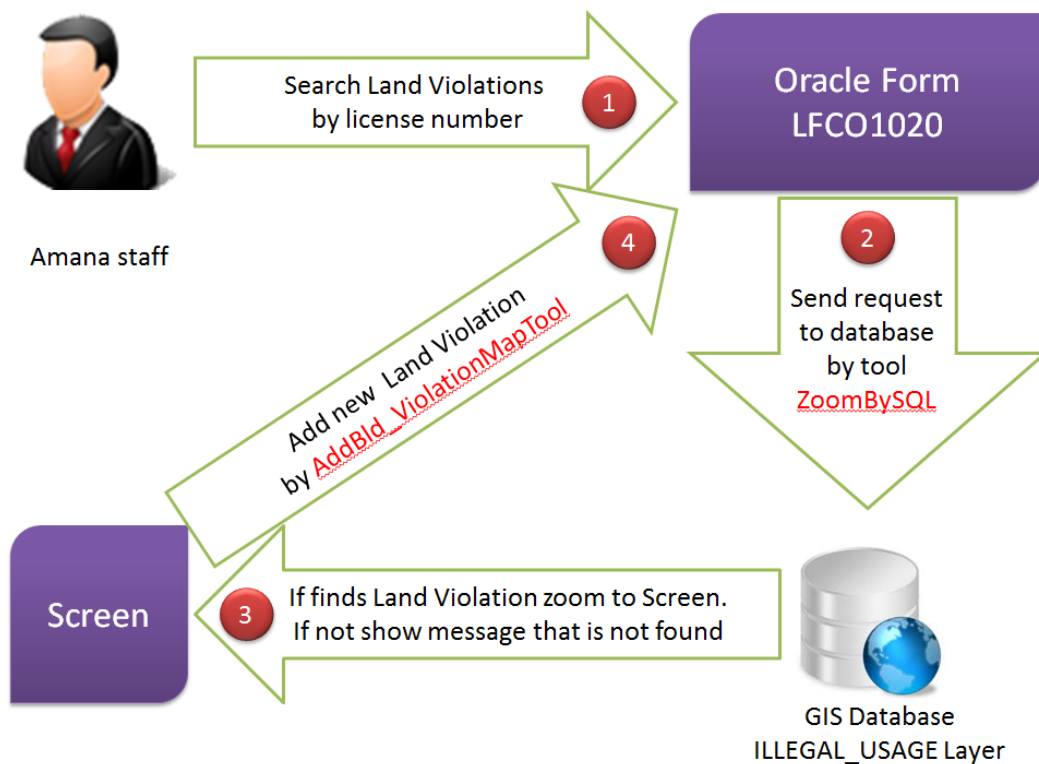 Search Land Violations
by license number
1
Oracle Form
LFCO1020
Amana staff
2
Send request
to database
by tool
ZoomBySQL
4
Add new Land Violation
by AddBld_ViolationMapTool
Screen
3
If finds Land Violation zoom to Screen.
If not show message that is not found
GIS Database
ILLEGAL_USAGE Layer